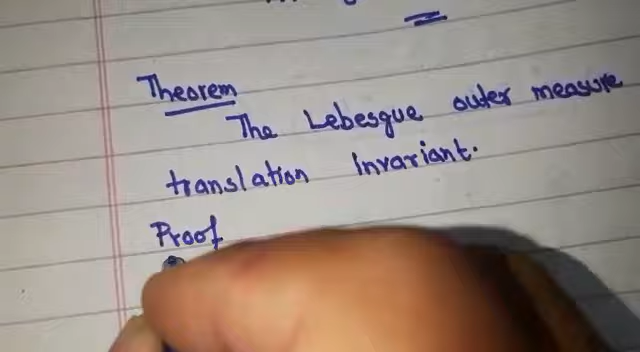 Theorem
The Lebesgue outer measure
translation Invariant.
Proof